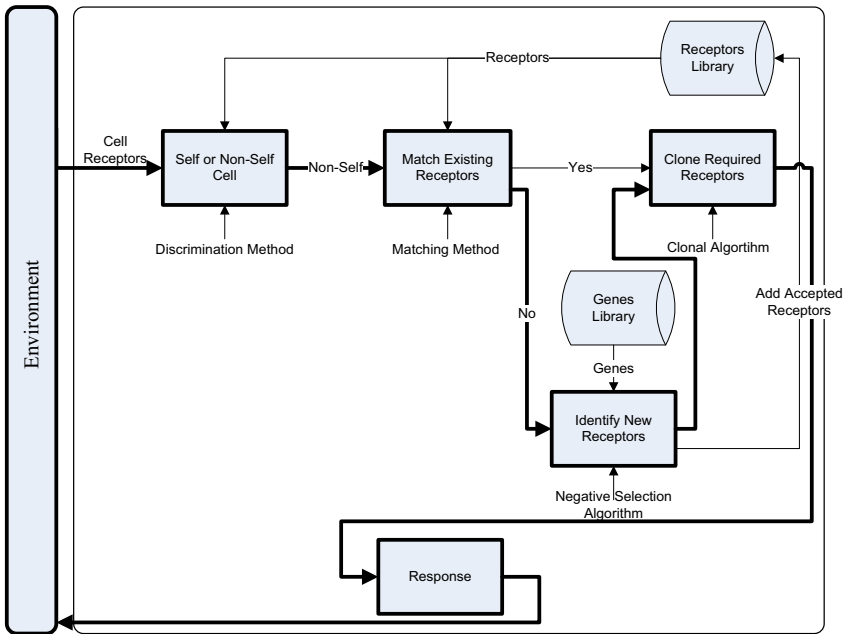 Environment
Receptors
Library
Receptors
Cell
Receptors
Self or Non-Self
Cell
Non-Self
Match Existing
Receptors
Yes
Clone Required
Receptors
Discrimination Method
Matching Method
Clonal Algortihm
Genes
Library
Add Accepted
Receptors
No
Genes
Identify New
Receptors
Negative Selection
Algorithm
Response